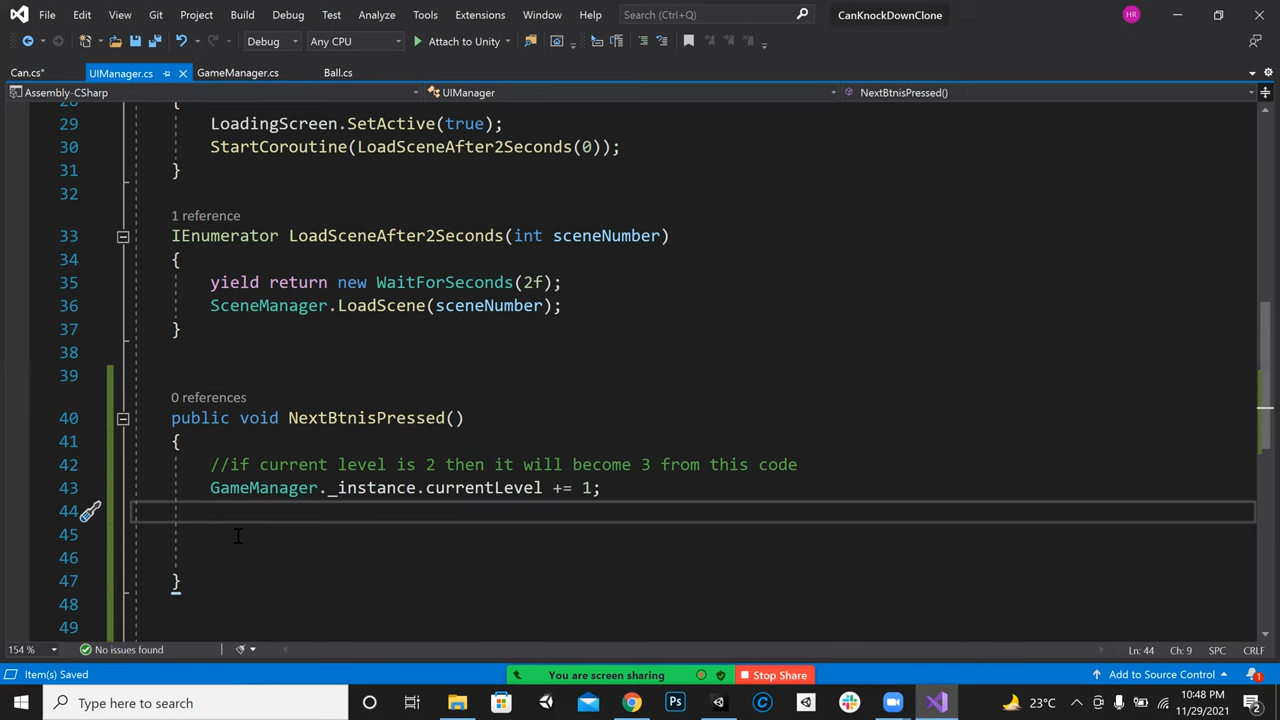 File Edit View Git Project Build Debug Test Analyze Tools Extensions Window Help Search (Ctrl+Q) CanKnockDownClone HR
Debug Any CPU Attach to Unity
Can.cs* UIManager.cs GameManager.cs Ball.cs
Assembly-CSharp UIManager NextBtnisPressed()
28 {
29 LoadingScreen.SetActive(true);
30 StartCoroutine(LoadSceneAfter2Seconds(0));
31 }
32
1 reference
33 IEnumerator LoadSceneAfter2Seconds(int sceneNumber)
34 {
35 yield return new WaitForSeconds(2f);
36 SceneManager.LoadScene(sceneNumber);
37 }
38
39
0 references
40 public void NextBtnisPressed()
41 {
42 //if current level is 2 then it will become 3 from this code
43 GameManager._instance.currentLevel += 1;
44
45
46
47 }
48
49
154 % No issues found Ln: 44 Ch: 9 SPC CRLF
Item(s) Saved You are screen sharing Stop Share Add to Source Control 1
Type here to search 23°C 10:48 PM
11/29/2021